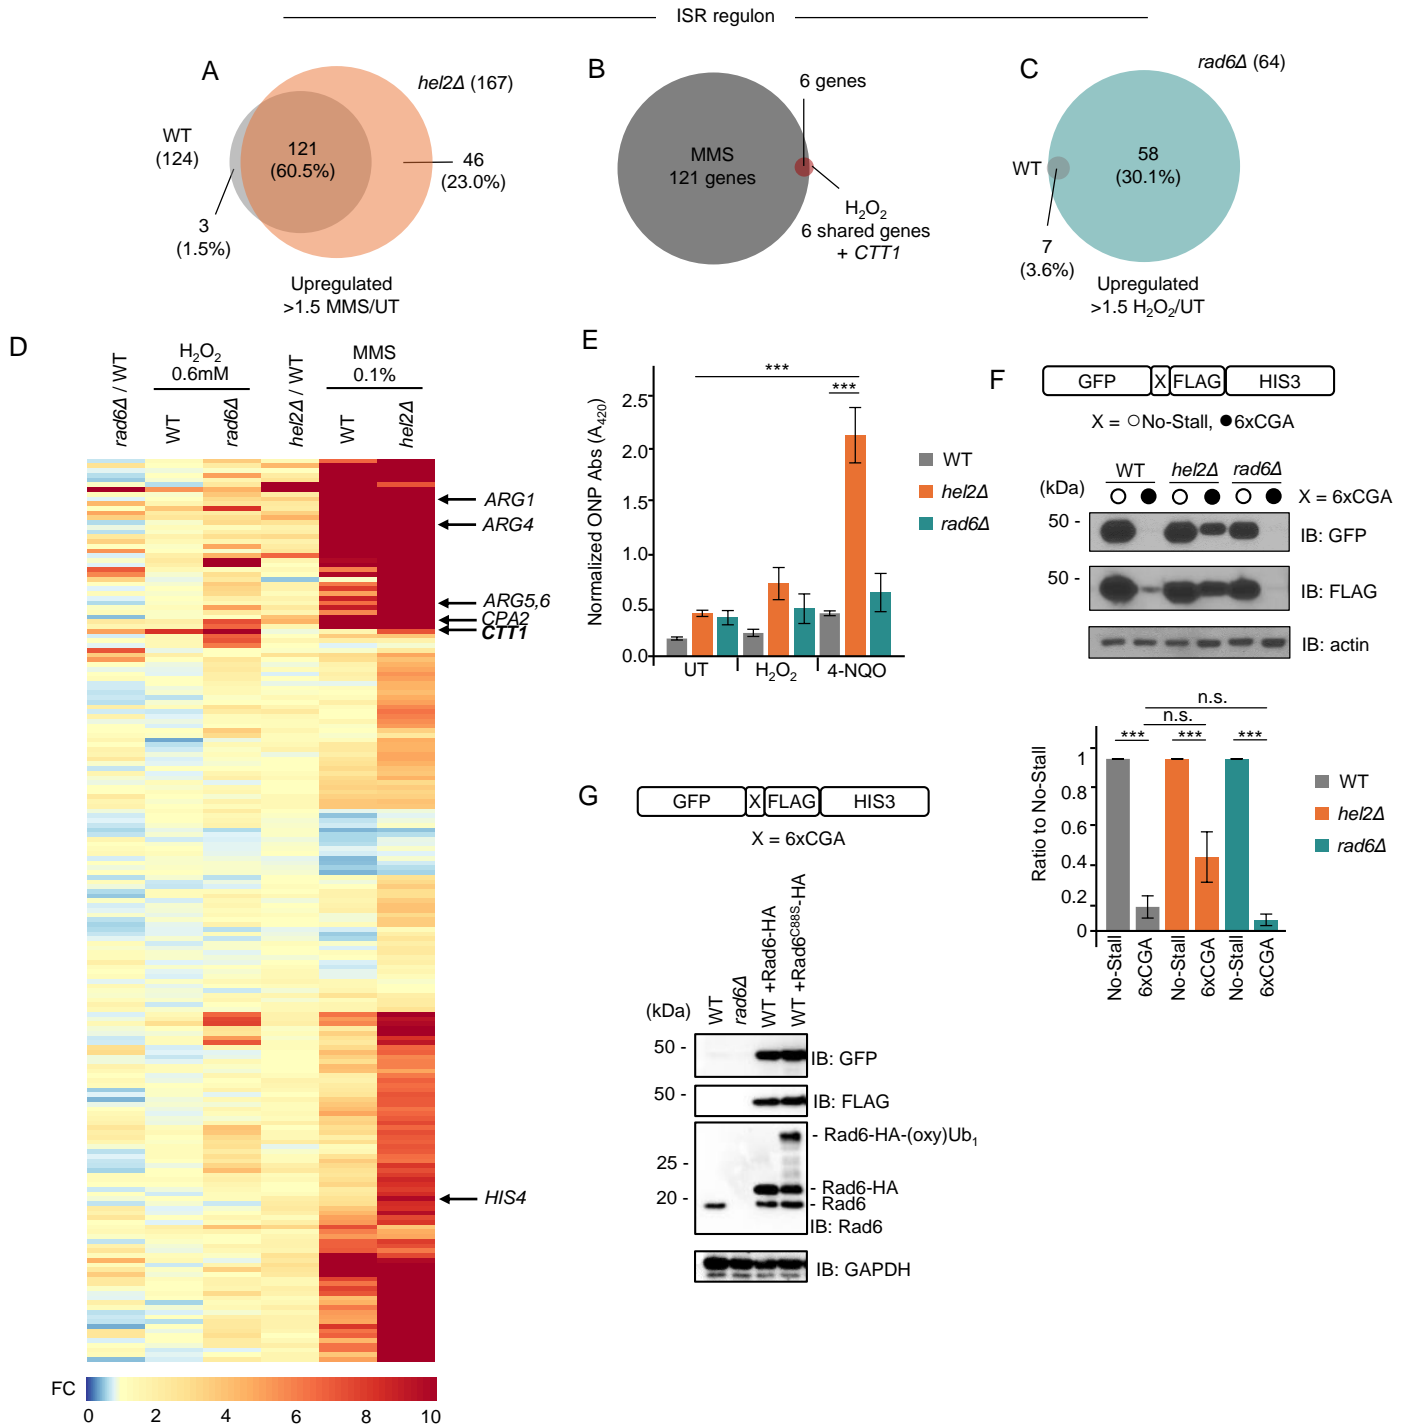 ISR regulon
A
hel2Δ (167)
WT
(124)
121
(60.5%)
46
(23.0%)
3
(1.5%)
Upregulated
>1.5 MMS/UT
B
6 genes
MMS
121 genes
H₂O₂
6 shared genes
+ CTT1
C
rad6Δ (64)
WT
58
(30.1%)
7
(3.6%)
Upregulated
>1.5 H₂O₂/UT
D
H₂O₂
0.6mM
MMS
0.1%
rad6Δ / WT
WT
rad6Δ
hel2Δ / WT
WT
hel2Δ
ARG1
ARG4
ARG5,6
CPA2
CTT1
HIS4
FC
0 2 4 6 8 10
E
Normalized ONP Abs (A₄₂₀)
2.5
2.0
1.5
1.0
0.5
0.0
***
***
UT H₂O₂ 4-NQO
WT
hel2Δ
rad6Δ
F
GFP X FLAG HIS3
X = No-Stall, 6xCGA
WT hel2Δ rad6Δ
(kDa)
X = 6xCGA
50 -
IB: GFP
50 -
IB: FLAG
IB: actin
n.s.
n.s.
*** *** ***
Ratio to No-Stall
1
0.8
0.6
0.4
0.2
0
No-Stall
6xCGA
No-Stall
6xCGA
No-Stall
6xCGA
WT
hel2Δ
rad6Δ
G
GFP X FLAG HIS3
X = 6xCGA
WT
rad6Δ
WT +Rad6-HA
WT +Rad6ᶜ⁸⁸ˢ-HA
(kDa)
50 -
IB: GFP
50 -
IB: FLAG
- Rad6-HA-(oxy)Ub₁
25 -
- Rad6-HA
20 -
- Rad6
IB: Rad6
IB: GAPDH